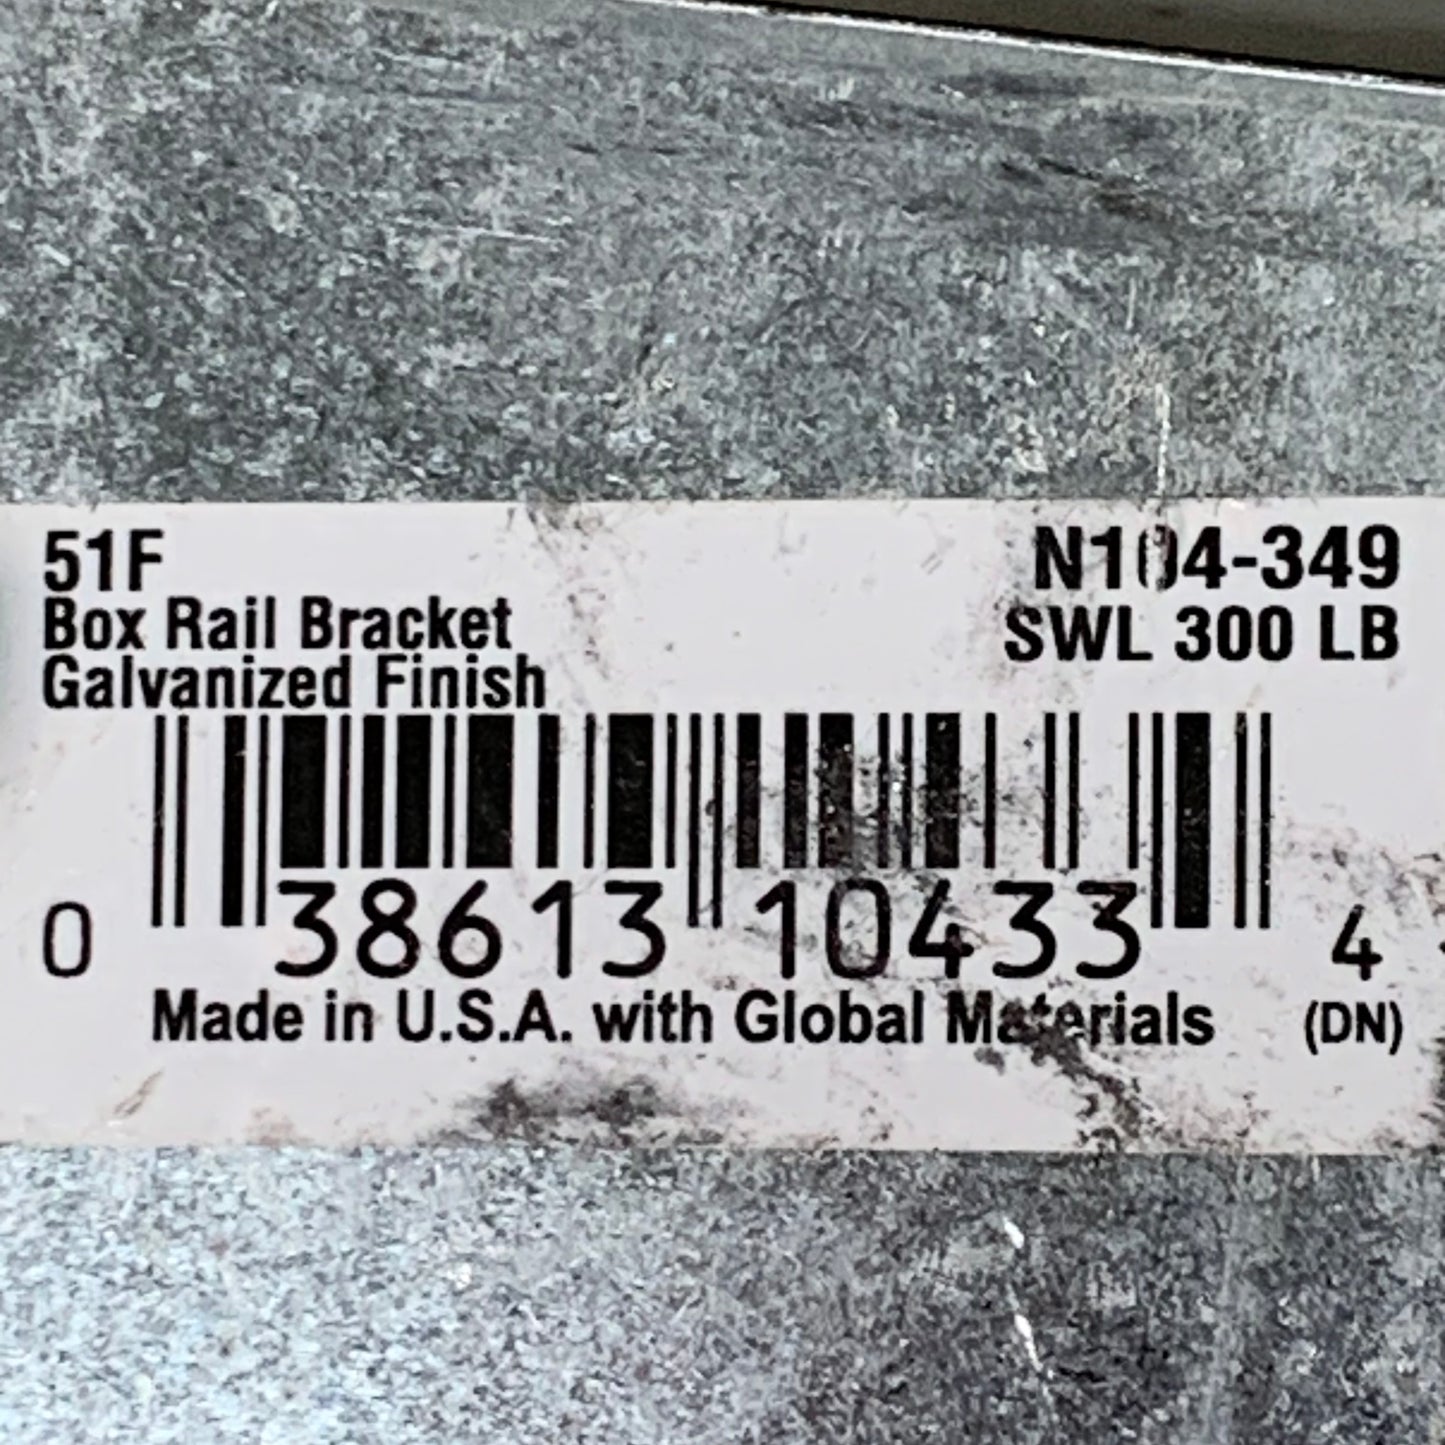 51F
N104-349
Box Rail Bracket
SWL 300 LB
Galvanized Finish
0 38613 10433 4
Made in U.S.A. with Global Materials (DN)